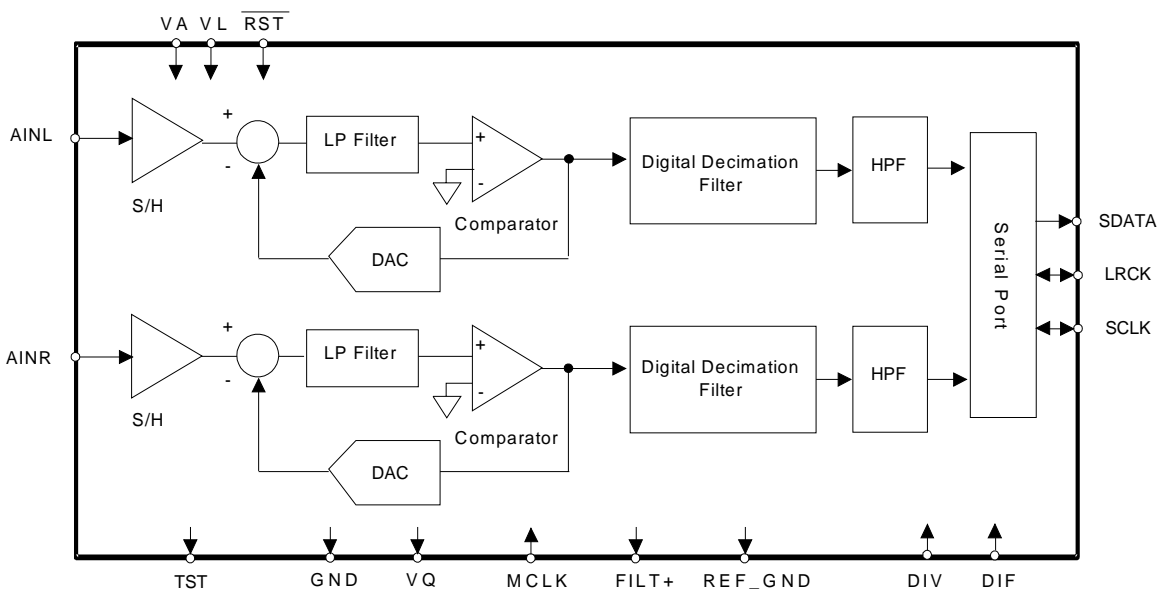 VA VL RST
AINL
+
-
S/H
LP Filter
+
-
Comparator
DAC
Digital Decimation
Filter
HPF
Serial Port
SDATA
LRCK
SCLK
AINR
+
-
S/H
LP Filter
+
-
Comparator
DAC
Digital Decimation
Filter
HPF
TST GND VQ MCLK FILT+ REF_GND DIV DIF